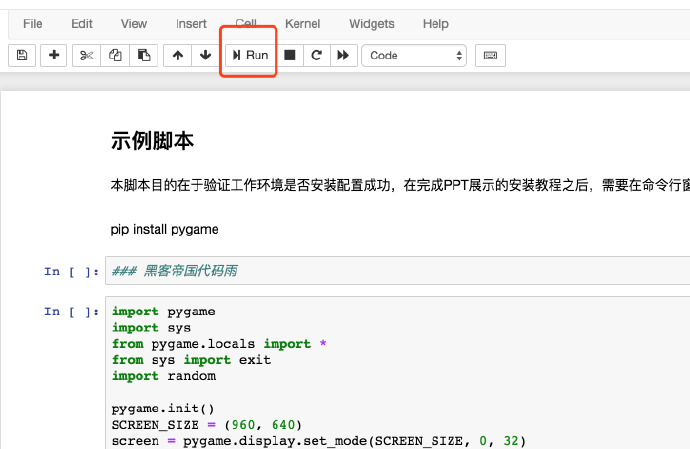 File Edit View Insert Cell Kernel Widgets Help
Run Code
示例脚本
本脚本目的在于验证工作环境是否安装配置成功，在完成PPT展示的安装教程之后，需要在命令行窗
pip install pygame
In [ ]: ### 黑客帝国代码雨
In [ ]: import pygame
import sys
from pygame.locals import *
from sys import exit
import random
pygame.init()
SCREEN_SIZE = (960, 640)
screen = pygame.display.set_mode(SCREEN_SIZE, 0, 32)